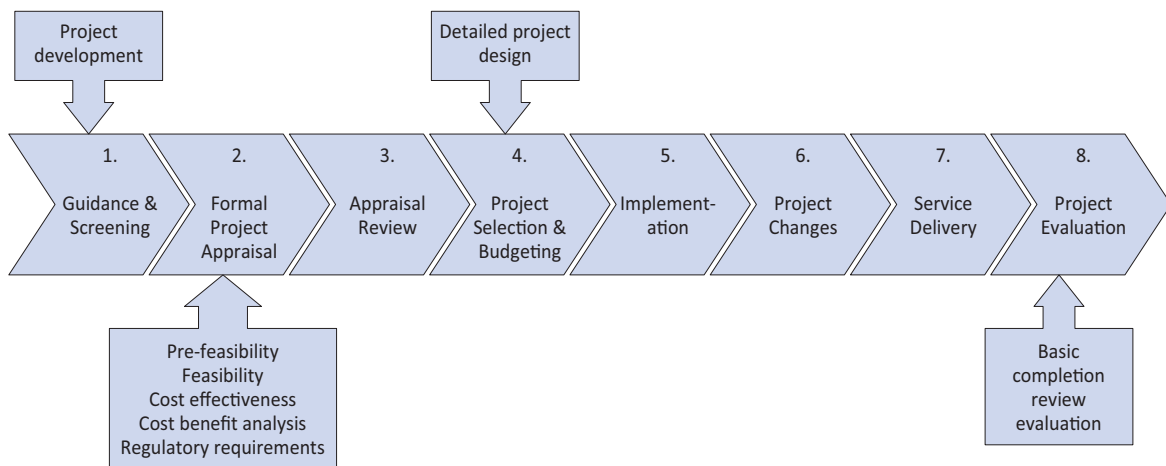 Project
development
Detailed project
design
1.
Guidance &
Screening
2.
Formal
Project
Appraisal
3.
Appraisal
Review
4.
Project
Selection &
Budgeting
5.
Implement-
ation
6.
Project
Changes
7.
Service
Delivery
8.
Project
Evaluation
Pre-feasibility
Feasibility
Cost effectiveness
Cost benefit analysis
Regulatory requirements
Basic
completion
review
evaluation